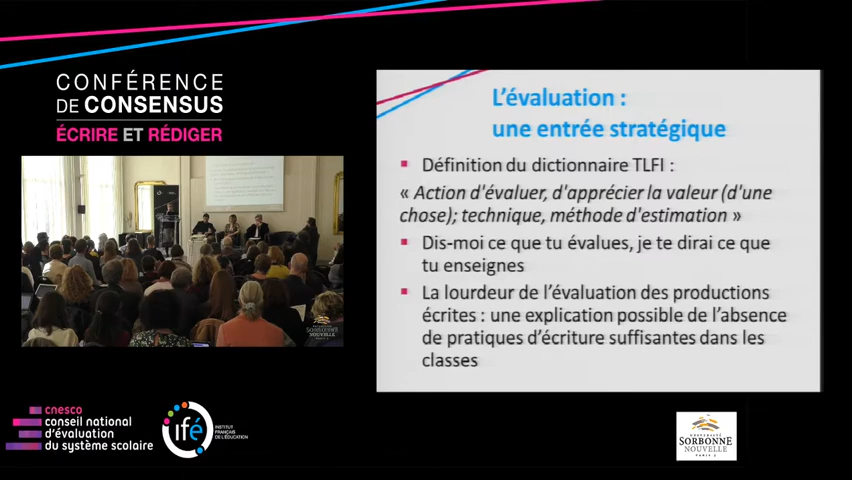 CONFÉRENCE
DE CONSENSUS
ÉCRIRE ET RÉDIGER
L'évaluation :
une entrée stratégique
Définition du dictionnaire TLFI :
« Action d'évaluer, d'apprécier la valeur (d'une
chose); technique, méthode d'estimation »
Dis-moi ce que tu évalues, je te dirai ce que
tu enseignes
La lourdeur de l'évaluation des productions
écrites : une explication possible de l'absence
de pratiques d'écriture suffisantes dans les
classes
SORBONNE
NOUVELLE
cnesco
conseil national
d'évaluation
du système scolaire
ifé
INSTITUT
FRANÇAIS
DE L'ÉDUCATION
UNIVERSITÉ
SORBONNE
NOUVELLE
PARIS 3